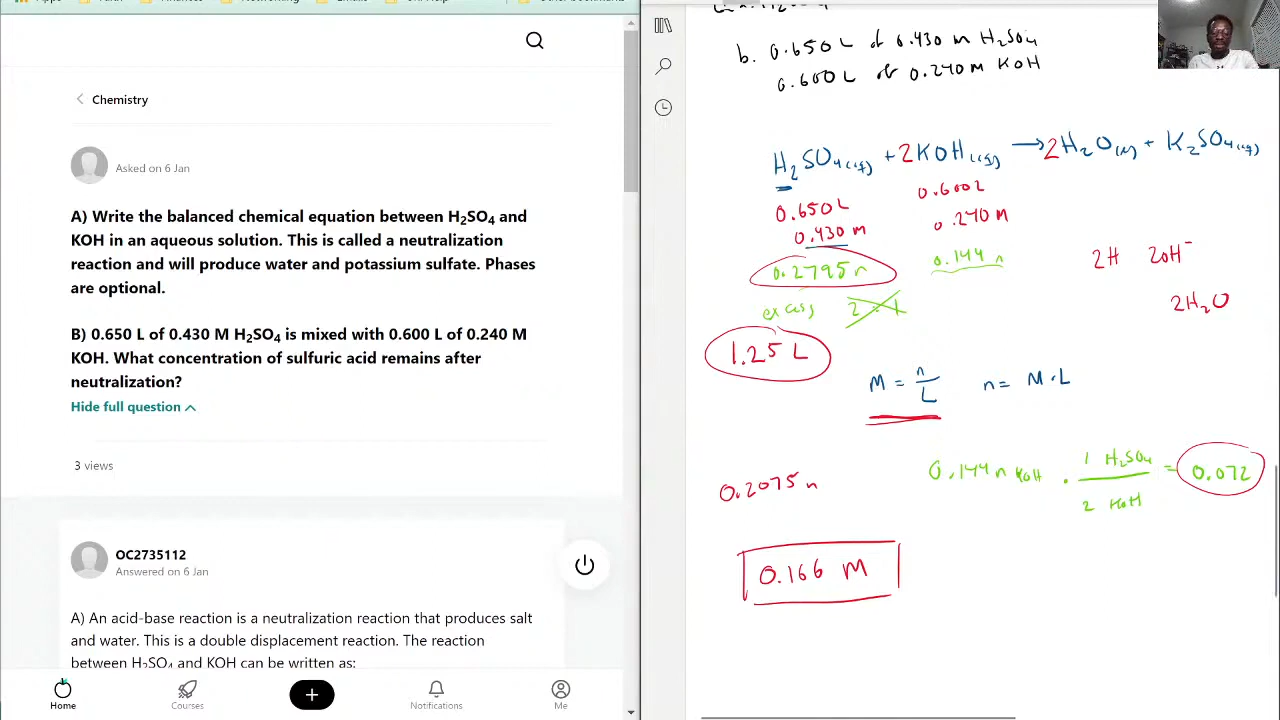 Chemistry
Asked on 6 Jan
A) Write the balanced chemical equation between H₂SO₄ and
KOH in an aqueous solution. This is called a neutralization
reaction and will produce water and potassium sulfate. Phases
are optional.
B) 0.650 L of 0.430 M H₂SO₄ is mixed with 0.600 L of 0.240 M
KOH. What concentration of sulfuric acid remains after
neutralization?
Hide full question
3 views
OC2735112
Answered on 6 Jan
A) An acid-base reaction is a neutralization reaction that produces salt
and water. This is a double displacement reaction. The reaction
between H₂SO₄ and KOH can be written as:
Home
Courses
Notifications
Me
b. 0.650L of 0.430 M H₂SO₄
0.600L of 0.240 M KOH
H₂SO₄(aq) + 2KOH(aq) → 2H₂O(l) + K₂SO₄(aq)
0.650L
0.600L
0.430 M
0.240 M
0.2795 n
0.144 n
2H 2OH⁻
excess
2:1
2H₂O
1.25 L
M = n/L n = M·L
0.144 n KOH · 1 H₂SO₄ / 2 KOH = 0.072
0.2075 n
0.166 M